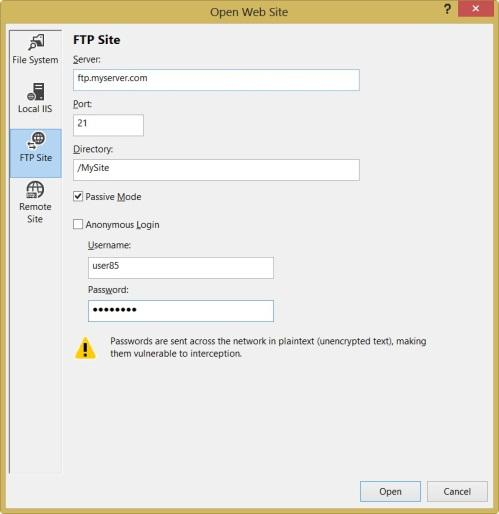 Open Web Site
?
File System
Local IIS
FTP Site
Remote
Site
FTP Site
Server:
ftp.myserver.com
Port:
21
Directory:
/MySite
Passive Mode
Anonymous Login
Username:
user85
Password:
●●●●●●●●
Passwords are sent across the network in plaintext (unencrypted text), making
them vulnerable to interception.
Open
Cancel